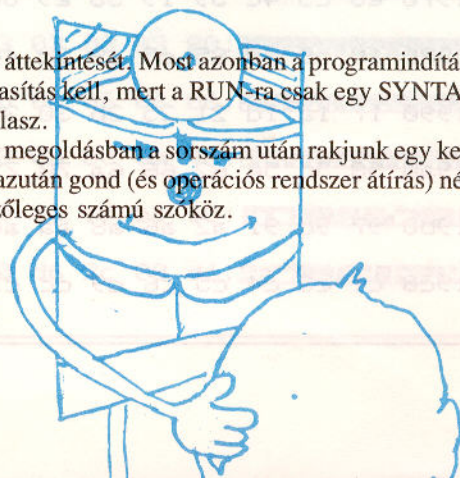 áttekintését. Most azonban a programindítá
asítás kell, mert a RUN-ra csak egy SYNTA
lasz.
megoldásban a sorszám után rakjunk egy ke
azután gond (és operációs rendszer átírás) né
zőleges számú szóköz.